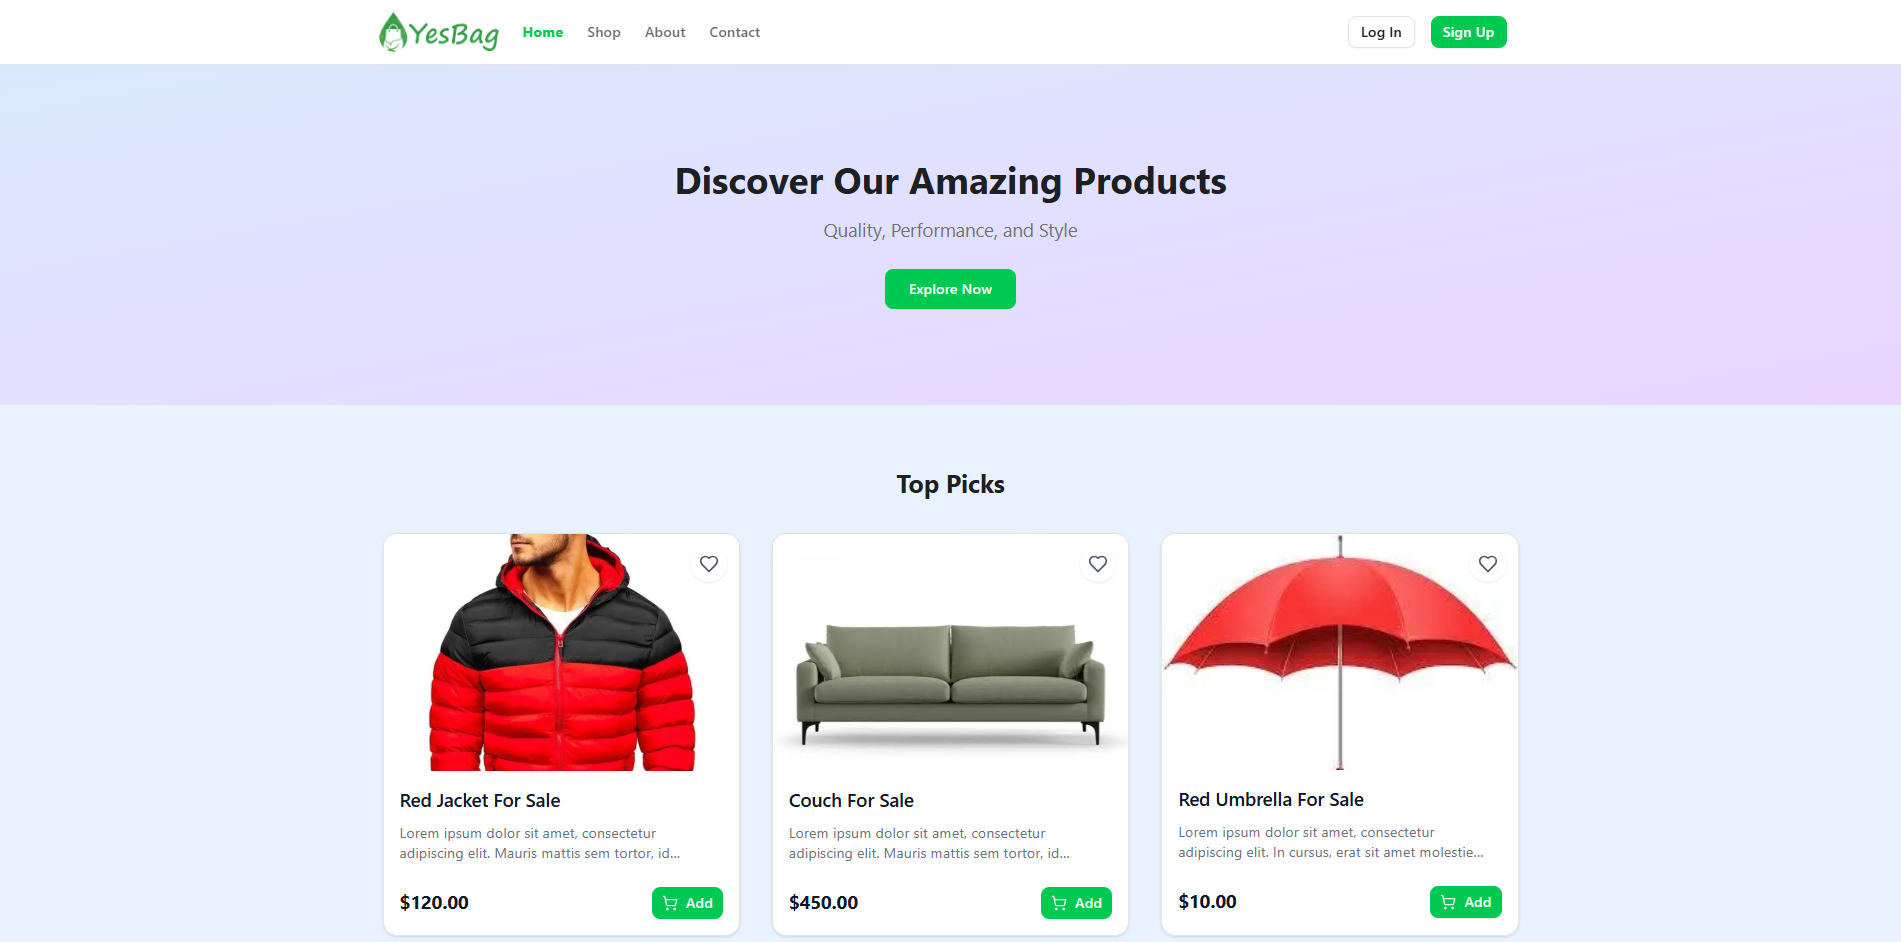 YesBag
Home
Shop
About
Contact
Log In
Sign Up
Discover Our Amazing Products
Quality, Performance, and Style
Explore Now
Top Picks
Red Jacket For Sale
Lorem ipsum dolor sit amet, consectetur
adipiscing elit. Mauris mattis sem tortor, id...
$120.00
Add
Couch For Sale
Lorem ipsum dolor sit amet, consectetur
adipiscing elit. Mauris mattis sem tortor, id...
$450.00
Add
Red Umbrella For Sale
Lorem ipsum dolor sit amet, consectetur
adipiscing elit. In cursus, erat sit amet molestie...
$10.00
Add